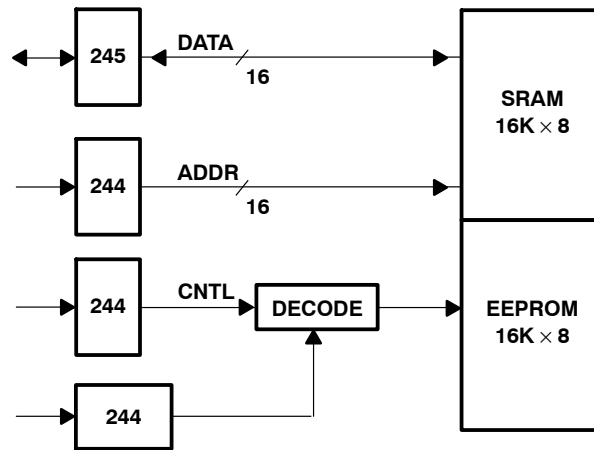 245
DATA
16
SRAM
16K × 8
244
ADDR
16
244
CNTL
DECODE
EEPROM
16K × 8
244